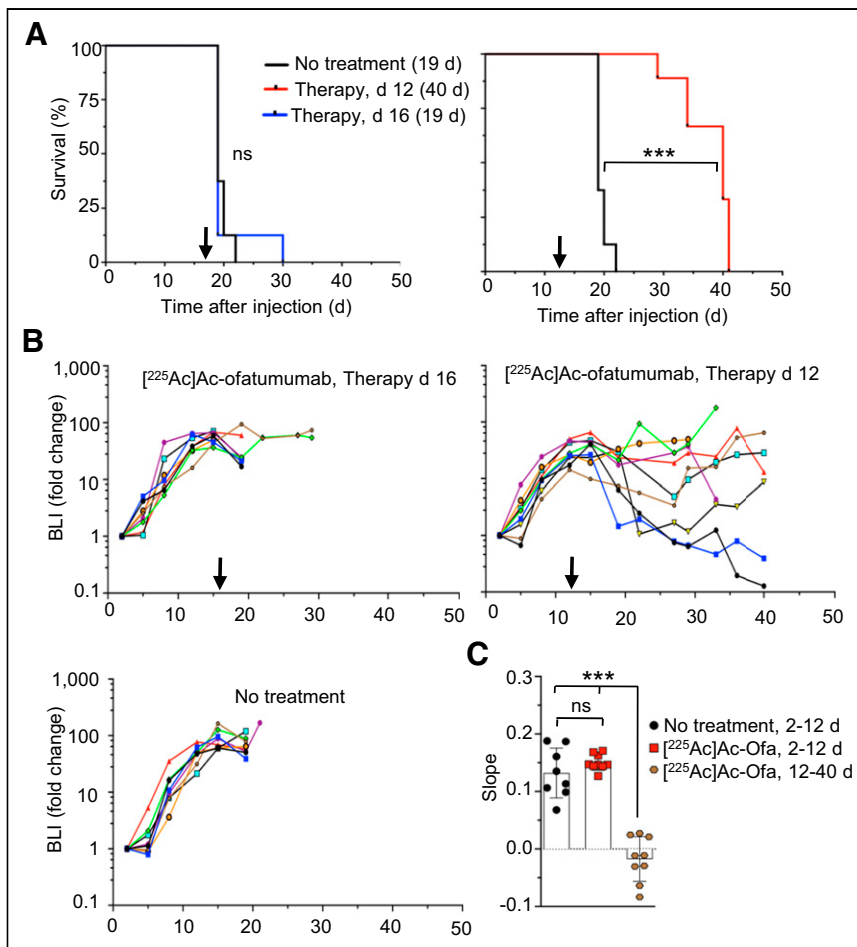 A
100
75
50
25
0
Survival (%)
No treatment (19 d)
Therapy, d 12 (40 d)
Therapy, d 16 (19 d)
ns
***
0 10 20 30 40 50
0 10 20 30 40 50
Time after injection (d)
Time after injection (d)
B
1,000
100
10
1
0.1
BLI (fold change)
[²²⁵Ac]Ac-ofatumumab, Therapy d 16
[²²⁵Ac]Ac-ofatumumab, Therapy d 12
0 10 20 30 40 50
0 10 20 30 40 50
1,000
100
10
1
0.1
BLI (fold change)
No treatment
0 10 20 30 40 50
C
0.3
0.2
0.1
0.0
-0.1
Slope
***
ns
No treatment, 2-12 d
[²²⁵Ac]Ac-Ofa, 2-12 d
[²²⁵Ac]Ac-Ofa, 12-40 d